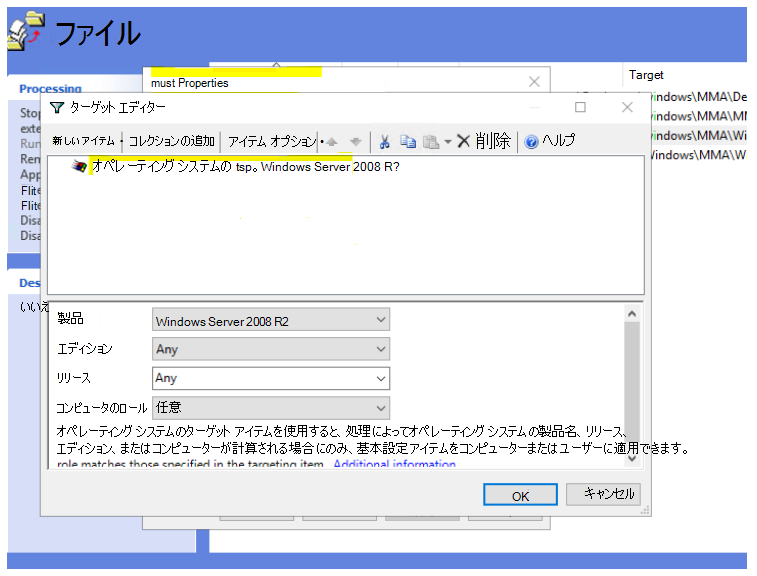 ファイル
Target
Processing
must Properties
indows\MMA\De
ターゲット エディター
Stop
indows\MMA\MM
exte
新しいアイテム コレクションの追加 アイテム オプション 削除 ヘルプ
indows\MMA\Wi
Run
Ren
オペレーティング システムの tsp。Windows Server 2008 R?
indows\MMA\W
App
Flite
Flite
Disa
Disa
Des
いいえ
製品 Windows Server 2008 R2
エディション Any
リリース Any
コンピュータのロール 任意
オペレーティング システムのターゲット アイテムを使用すると、処理によってオペレーティング システムの製品名、リリース、
エディション、またはコンピューターが計算される場合にのみ、基本設定アイテムをコンピューターまたはユーザーに適用できます。
role matches those specified in the targeting item. Additional information
OK キャンセル